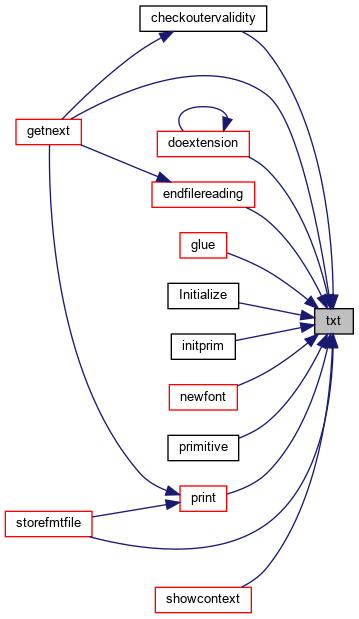 checkoutervalidity
getnext
doextension
endfilereading
glue
Initialize
txt
initprim
newfont
primitive
print
storefmtfile
showcontext